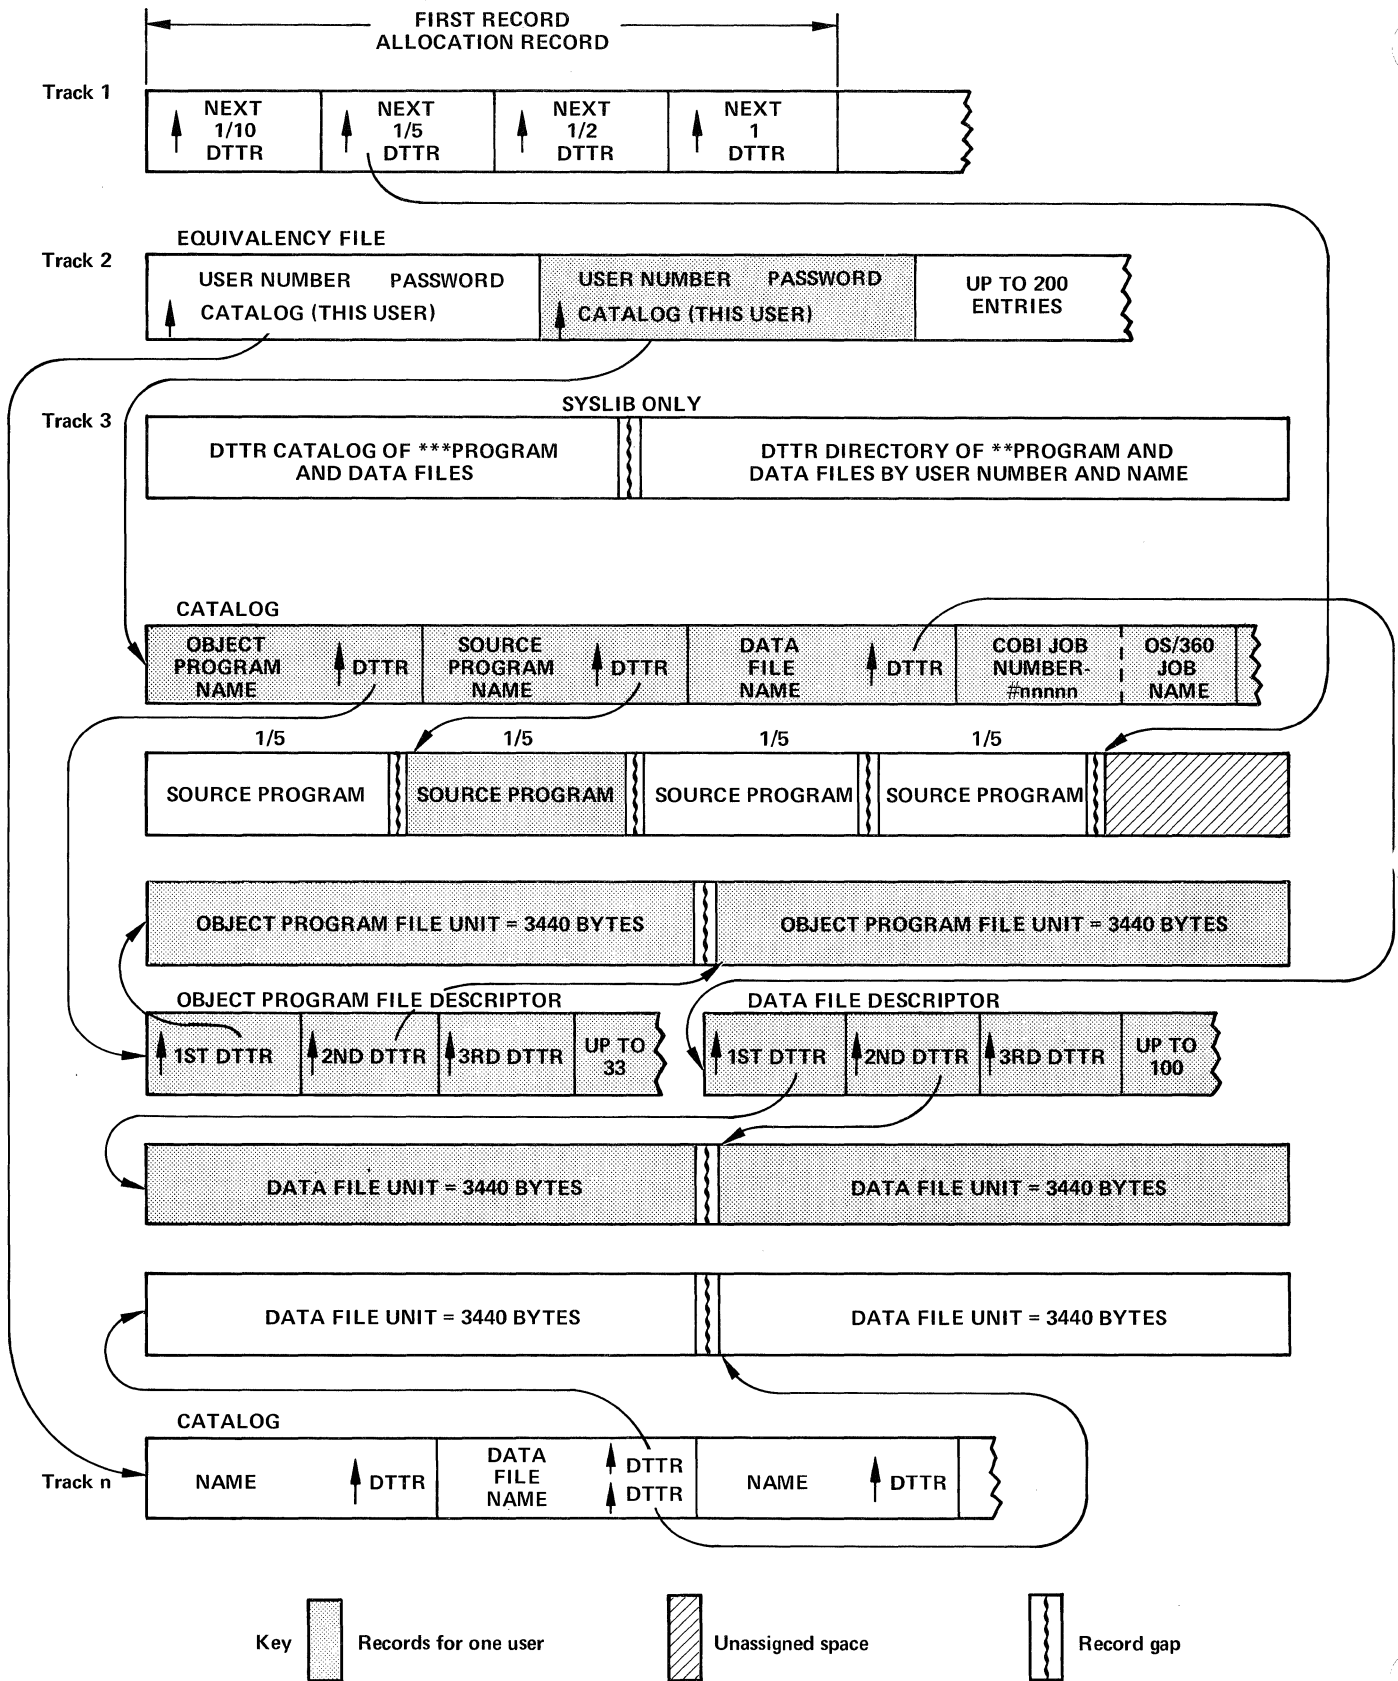 FIRST RECORD
ALLOCATION RECORD
Track 1
NEXT
1/10
DTTR
NEXT
1/5
DTTR
NEXT
1/2
DTTR
NEXT
1
DTTR
EQUIVALENCY FILE
Track 2
USER NUMBER PASSWORD
CATALOG (THIS USER)
USER NUMBER PASSWORD
CATALOG (THIS USER)
UP TO 200
ENTRIES
SYSLIB ONLY
Track 3
DTTR CATALOG OF ***PROGRAM
AND DATA FILES
DTTR DIRECTORY OF **PROGRAM AND
DATA FILES BY USER NUMBER AND NAME
CATALOG
OBJECT
PROGRAM
NAME
DTTR
SOURCE
PROGRAM
NAME
DTTR
DATA
FILE
NAME
DTTR
COBI JOB
NUMBER-
#nnnnn
OS/360
JOB
NAME
1/5
1/5
1/5
1/5
SOURCE PROGRAM
SOURCE PROGRAM
SOURCE PROGRAM
SOURCE PROGRAM
OBJECT PROGRAM FILE UNIT = 3440 BYTES
OBJECT PROGRAM FILE UNIT = 3440 BYTES
OBJECT PROGRAM FILE DESCRIPTOR
1ST DTTR
2ND DTTR
3RD DTTR
UP TO
33
DATA FILE DESCRIPTOR
1ST DTTR
2ND DTTR
3RD DTTR
UP TO
100
DATA FILE UNIT = 3440 BYTES
DATA FILE UNIT = 3440 BYTES
DATA FILE UNIT = 3440 BYTES
DATA FILE UNIT = 3440 BYTES
CATALOG
Track n
NAME
DTTR
DATA
FILE
NAME
DTTR
DTTR
NAME
DTTR
Key
Records for one user
Unassigned space
Record gap